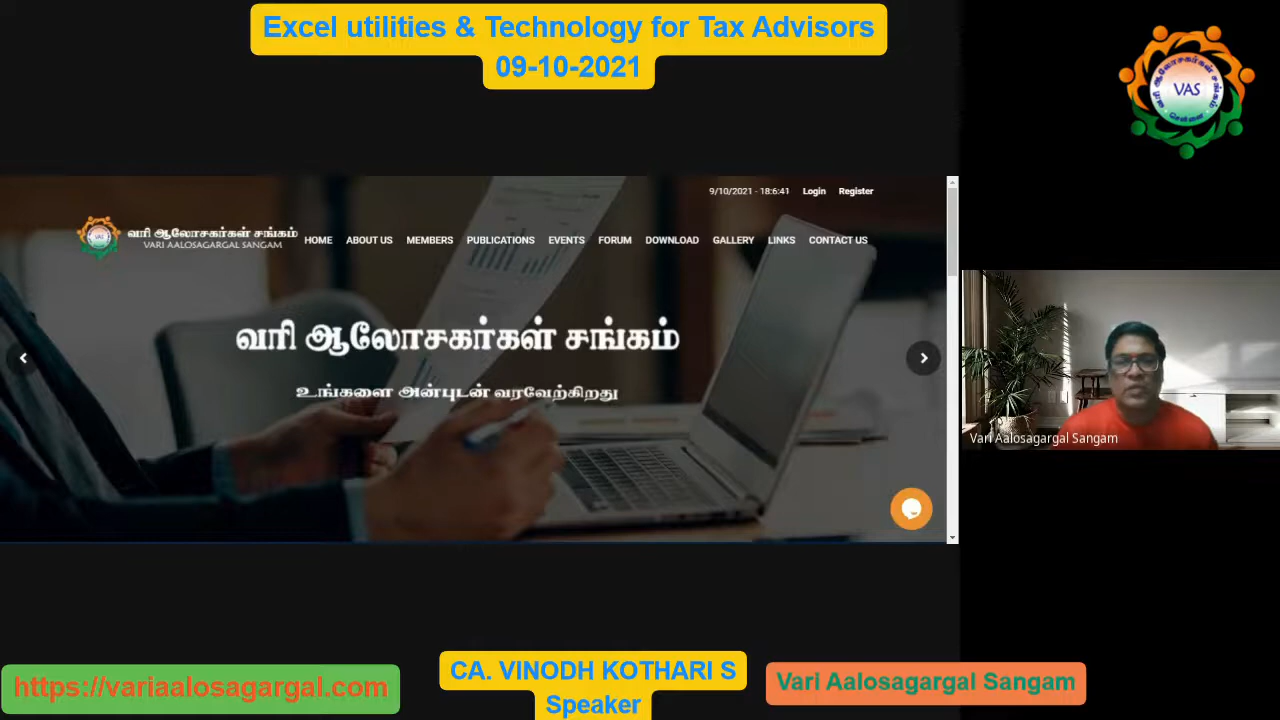 Excel utilities & Technology for Tax Advisors
09-10-2021
VAS
9/10/2021 - 18:6:41 Login Register
வரி ஆலோசகர்கள் சங்கம்
VARI AALOSAGARGAL SANGAM
VAS
HOME ABOUT US MEMBERS PUBLICATIONS EVENTS FORUM DOWNLOAD GALLERY LINKS CONTACT US
வரி ஆலோசகர்கள் சங்கம்
உங்களை அன்புடன் வரவேற்கிறது
Vari Aalosagargal Sangam
https://variaalosagargal.com
CA. VINODH KOTHARI S
Speaker
Vari Aalosagargal Sangam